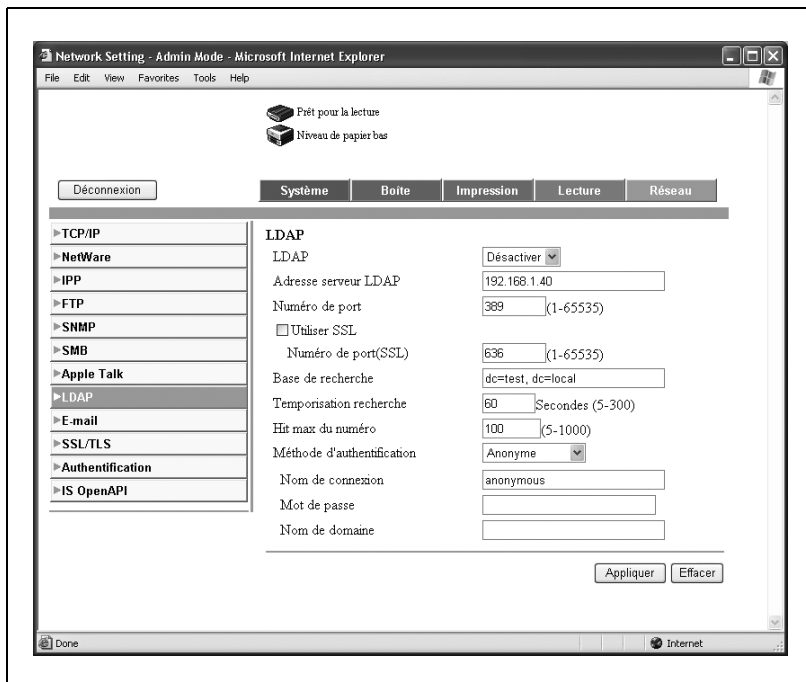 Network Setting - Admin Mode - Microsoft Internet Explorer
File Edit View Favorites Tools Help
Prêt pour la lecture
Niveau de papier bas
Déconnexion
Système Boîte Impression Lecture Réseau
TCP/IP
NetWare
IPP
FTP
SNMP
SMB
Apple Talk
LDAP
E-mail
SSL/TLS
Authentification
IS OpenAPI
LDAP
LDAP Désactiver
Adresse serveur LDAP 192.168.1.40
Numéro de port 389 (1-65535)
Utiliser SSL
Numéro de port(SSL) 636 (1-65535)
Base de recherche dc=test, dc=local
Temporisation recherche 60 Secondes (5-300)
Hit max du numéro 100 (5-1000)
Méthode d'authentification Anonyme
Nom de connexion anonymous
Mot de passe
Nom de domaine
Appliquer Effacer
Done Internet